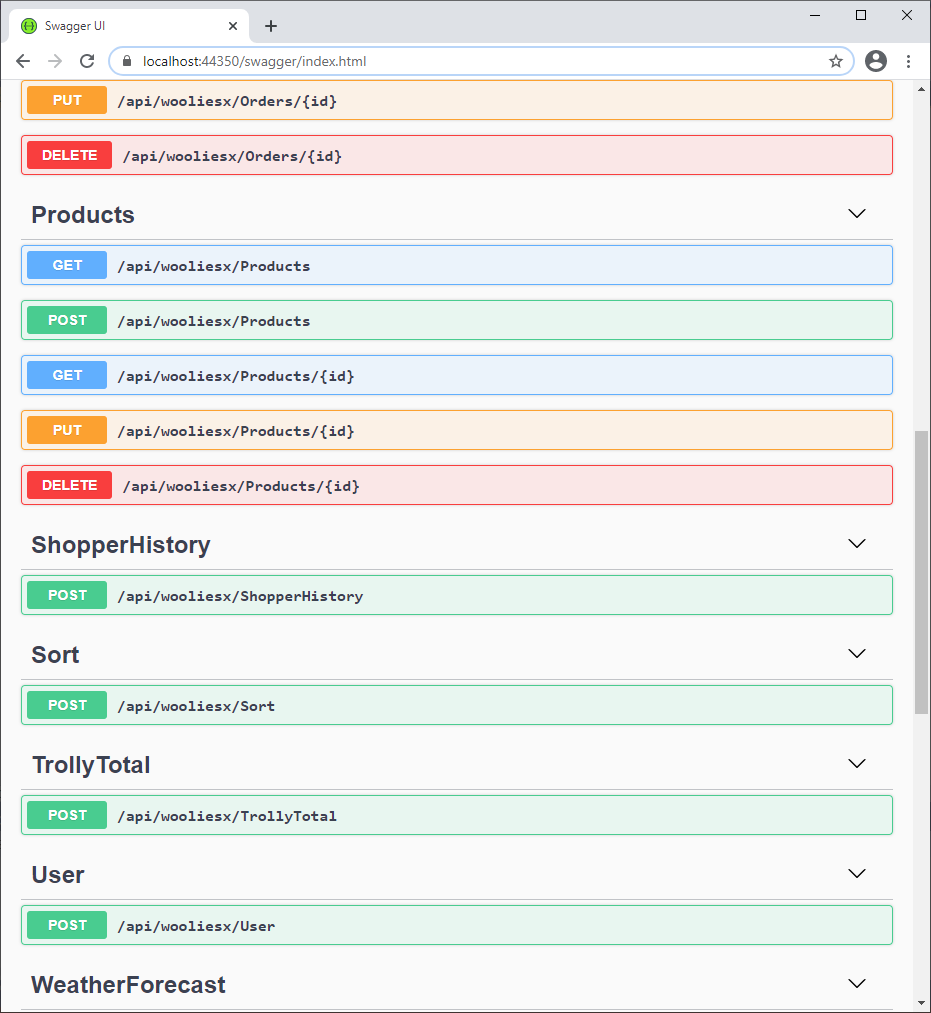 Swagger UI
localhost:44350/swagger/index.html
PUT /api/wooliesx/Orders/{id}
DELETE /api/wooliesx/Orders/{id}
Products
GET /api/wooliesx/Products
POST /api/wooliesx/Products
GET /api/wooliesx/Products/{id}
PUT /api/wooliesx/Products/{id}
DELETE /api/wooliesx/Products/{id}
ShopperHistory
POST /api/wooliesx/ShopperHistory
Sort
POST /api/wooliesx/Sort
TrollyTotal
POST /api/wooliesx/TrollyTotal
User
POST /api/wooliesx/User
WeatherForecast